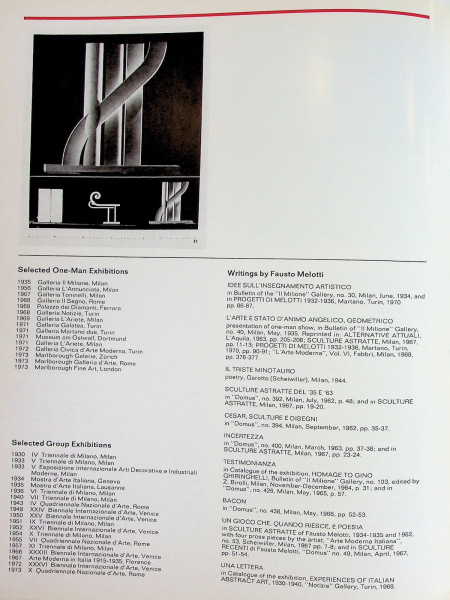 Selected One-Man Exhibitions
1935 Galleria Il Milione, Milan
1956 Galleria L'Annunciata, Milan
1967 Galleria Toninelli, Milan
1968 Galleria Il Segno, Rome
1968 Palazzo dei Diamanti, Ferrara
1968 Galleria Notizie, Turin
1969 Galleria L'Ariete, Milan
1971 Galleria Galatea, Turin
1971 Galleria Martano due, Turin
1971 Museum am Ostwall, Dortmund
1971 Galleria L'Ariete, Milan
1972 Galleria Civica d'Arte Moderna, Turin
1973 Marlborough Galerie, Zürich
1973 Marlborough Galleria d'Arte, Rome
1973 Marlborough Fine Art, London
Selected Group Exhibitions
1930 IV Triennale di Milano, Milan
1933 V Triennale di Milano, Milan
1933 V Esposizione Internazionale Arti Decorative e Industriali
Moderne, Milan
1934 Mostra d'Arte Italiana, Geneva
1935 Mostra d'Arte Italiana, Lausanne
1936 VI Triennale di Milano, Milan
1940 VII Triennale di Milano, Milan
1943 IV Quadriennale Nazionale d'Arte, Rome
1948 XXIV Biennale Internazionale d'Arte, Venice
1950 XXV Biennale Internazionale d'Arte, Venice
1951 IX Triennale di Milano, Milan
1952 XXVI Biennale Internazionale d'Arte, Venice
1954 X Triennale di Milano, Milan
1955 VII Quadriennale Nazionale d'Arte, Rome
1957 XI Triennale di Milano, Milan
1966 XXXIII Biennale Internazionale d'Arte, Venice
1967 Arte Moderna in Italia 1915-1935, Florence
1972 XXXVI Biennale Internazionale d'Arte, Venice
1973 X Quadriennale Nazionale d'Arte, Rome
Writings by Fausto Melotti
IDEE SULL'INSEGNAMENTO ARTISTICO
in Bulletin of the "Il Milione" Gallery, no. 30, Milan, June, 1934, and
in PROGETTI DI MELOTTI 1932-1936, Martano, Turin, 1970
pp. 86-87.
L'ARTE E STATO D'ANIMO ANGELICO, GEOMETRICO
presentation of one-man show, in Bulletin of "Il Milione" Gallery,
no. 40, Milan, May, 1935. Reprinted in: ALTERNATIVE ATTUALI,
L'Aquila, 1963, pp. 205-206; SCULTURE ASTRATTE, Milan, 1967,
pp. 11-13; PROGETTI DI MELOTTI 1932-1936, Martano, Turin,
1970, pp. 90-91; "L'Arte Moderna", Vol. VI, Fabbri, Milan, 1968,
pp. 376-377.
IL TRISTE MINOTAURO
poetry, Garotto (Scheiwiller), Milan, 1944.
SCULTURE ASTRATTE DEL '35 E '63
in "Domus", no. 392, Milan, July, 1962, p. 48; and in SCULTURE
ASTRATTE, Milan, 1967, pp. 19-20.
CESAR, SCULTURE E DISEGNI
in "Domus", no. 394, Milan, September, 1962, pp. 35-37.
INCERTEZZA
in "Domus", no. 400, Milan, March, 1963, pp. 37-38; and in
SCULTURE ASTRATTE, Milan, 1967, pp. 23-24.
TESTIMONIANZA
in Catalogue of the exhibition, HOMAGE TO GINO
GHIRINGHELLI, Bulletin of "Il Milione" Gallery, no. 103, edited by
Z. Birolli, Milan, November-December, 1964, p. 31; and in
"Domus", no. 426, Milan, May, 1965, p. 57.
BACON
in "Domus", no. 438, Milan, May, 1966, pp. 52-53.
UN GIOCO CHE, QUANDO RIESCE, E POESIA
in SCULTURE ASTRATTE of Fausto Melotti, 1934-1935 and 1962,
with four prose pieces by the artist, "Arte Moderna Italiana",
no. 53, Scheiwiller, Milan, 1967 pp. 7-8; and in SCULTURE
RECENTI di Fausto Melotti, "Domus" no. 49, Milan, April, 1967,
pp. 51-54.
UNA LETTERA
in Catalogue of the exhibition, EXPERIENCES OF ITALIAN
ABSTRACT ART, 1930-1940, "Notizie" Gallery, Turin, 1968.